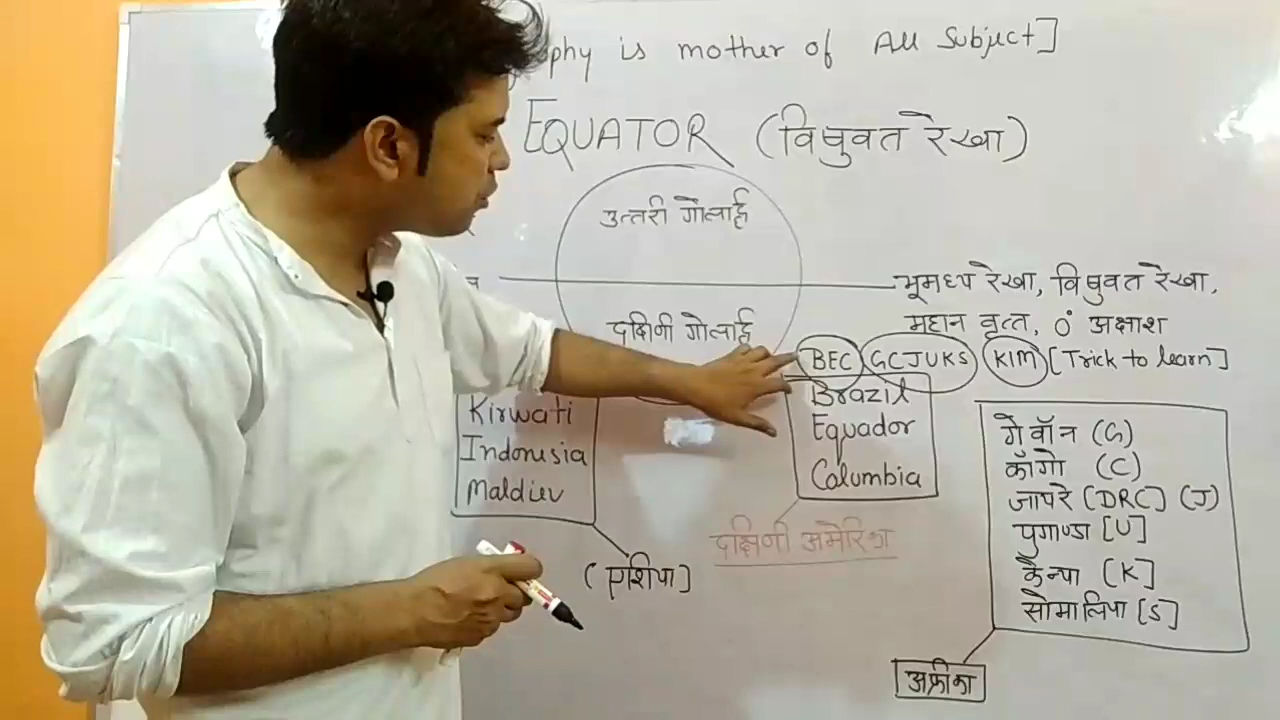 phy is mother of All Subject]
EQUATOR (विषुवत रेखा)
उत्तरी गोलार्द्ध
भूमध्य रेखा, विषुवत रेखा,
दक्षिणी गोलार्द्ध
महान वृत्त, 0° अक्षाश
BEC GCJUKS KIM [Trick to learn]
Kirwati
Indonesia
Maldiev
(एशिया]
Brazil
Equador
Columbia
दक्षिणी अमेरिका
गेबॉन (G)
कॉगो (C)
जायरे [DRC] (J)
युगाण्डा [U]
कैन्या [K]
सोमालिया [S]
अफ्रीका